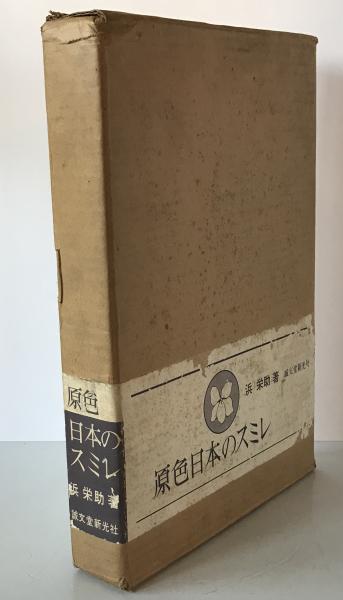 原色
日本の
スミレ
浜 栄助 著
誠文堂新光社
浜 栄助・著 誠文堂新光社
原色日本のスミレ